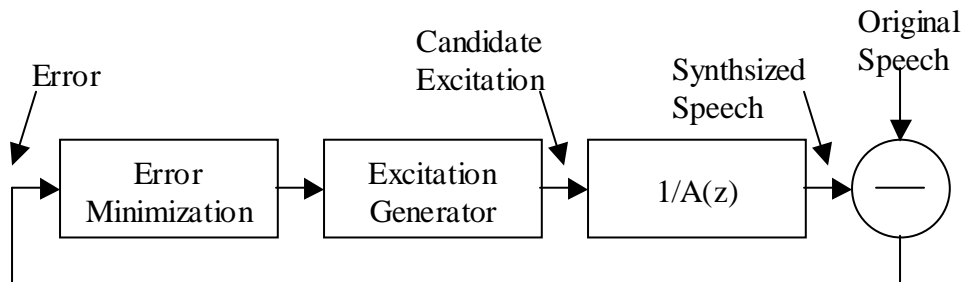 Error
Candidate
Excitation
Synthsized
Speech
Original
Speech
Error
Minimization
Excitation
Generator
1/A(z)